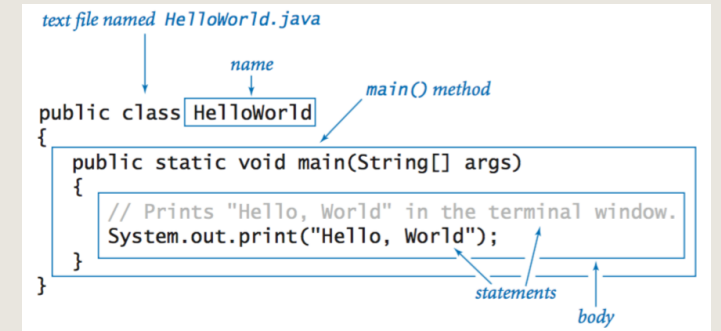 text file named HelloWorld.java
name
main() method
public class HelloWorld
{
public static void main(String[] args)
{
// Prints "Hello, World" in the terminal window.
System.out.print("Hello, World");
}
}
statements
body